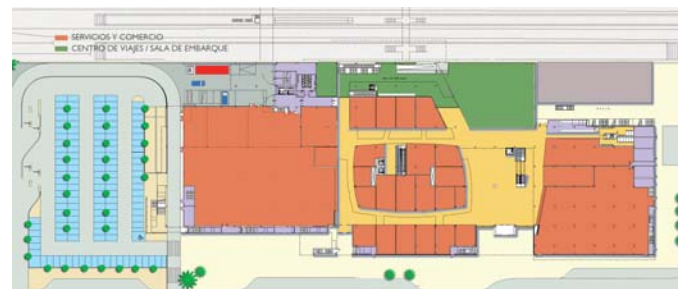 SERVICIOS Y COMERCIO
CENTRO DE VIAJES / SALA DE EMBARQUE